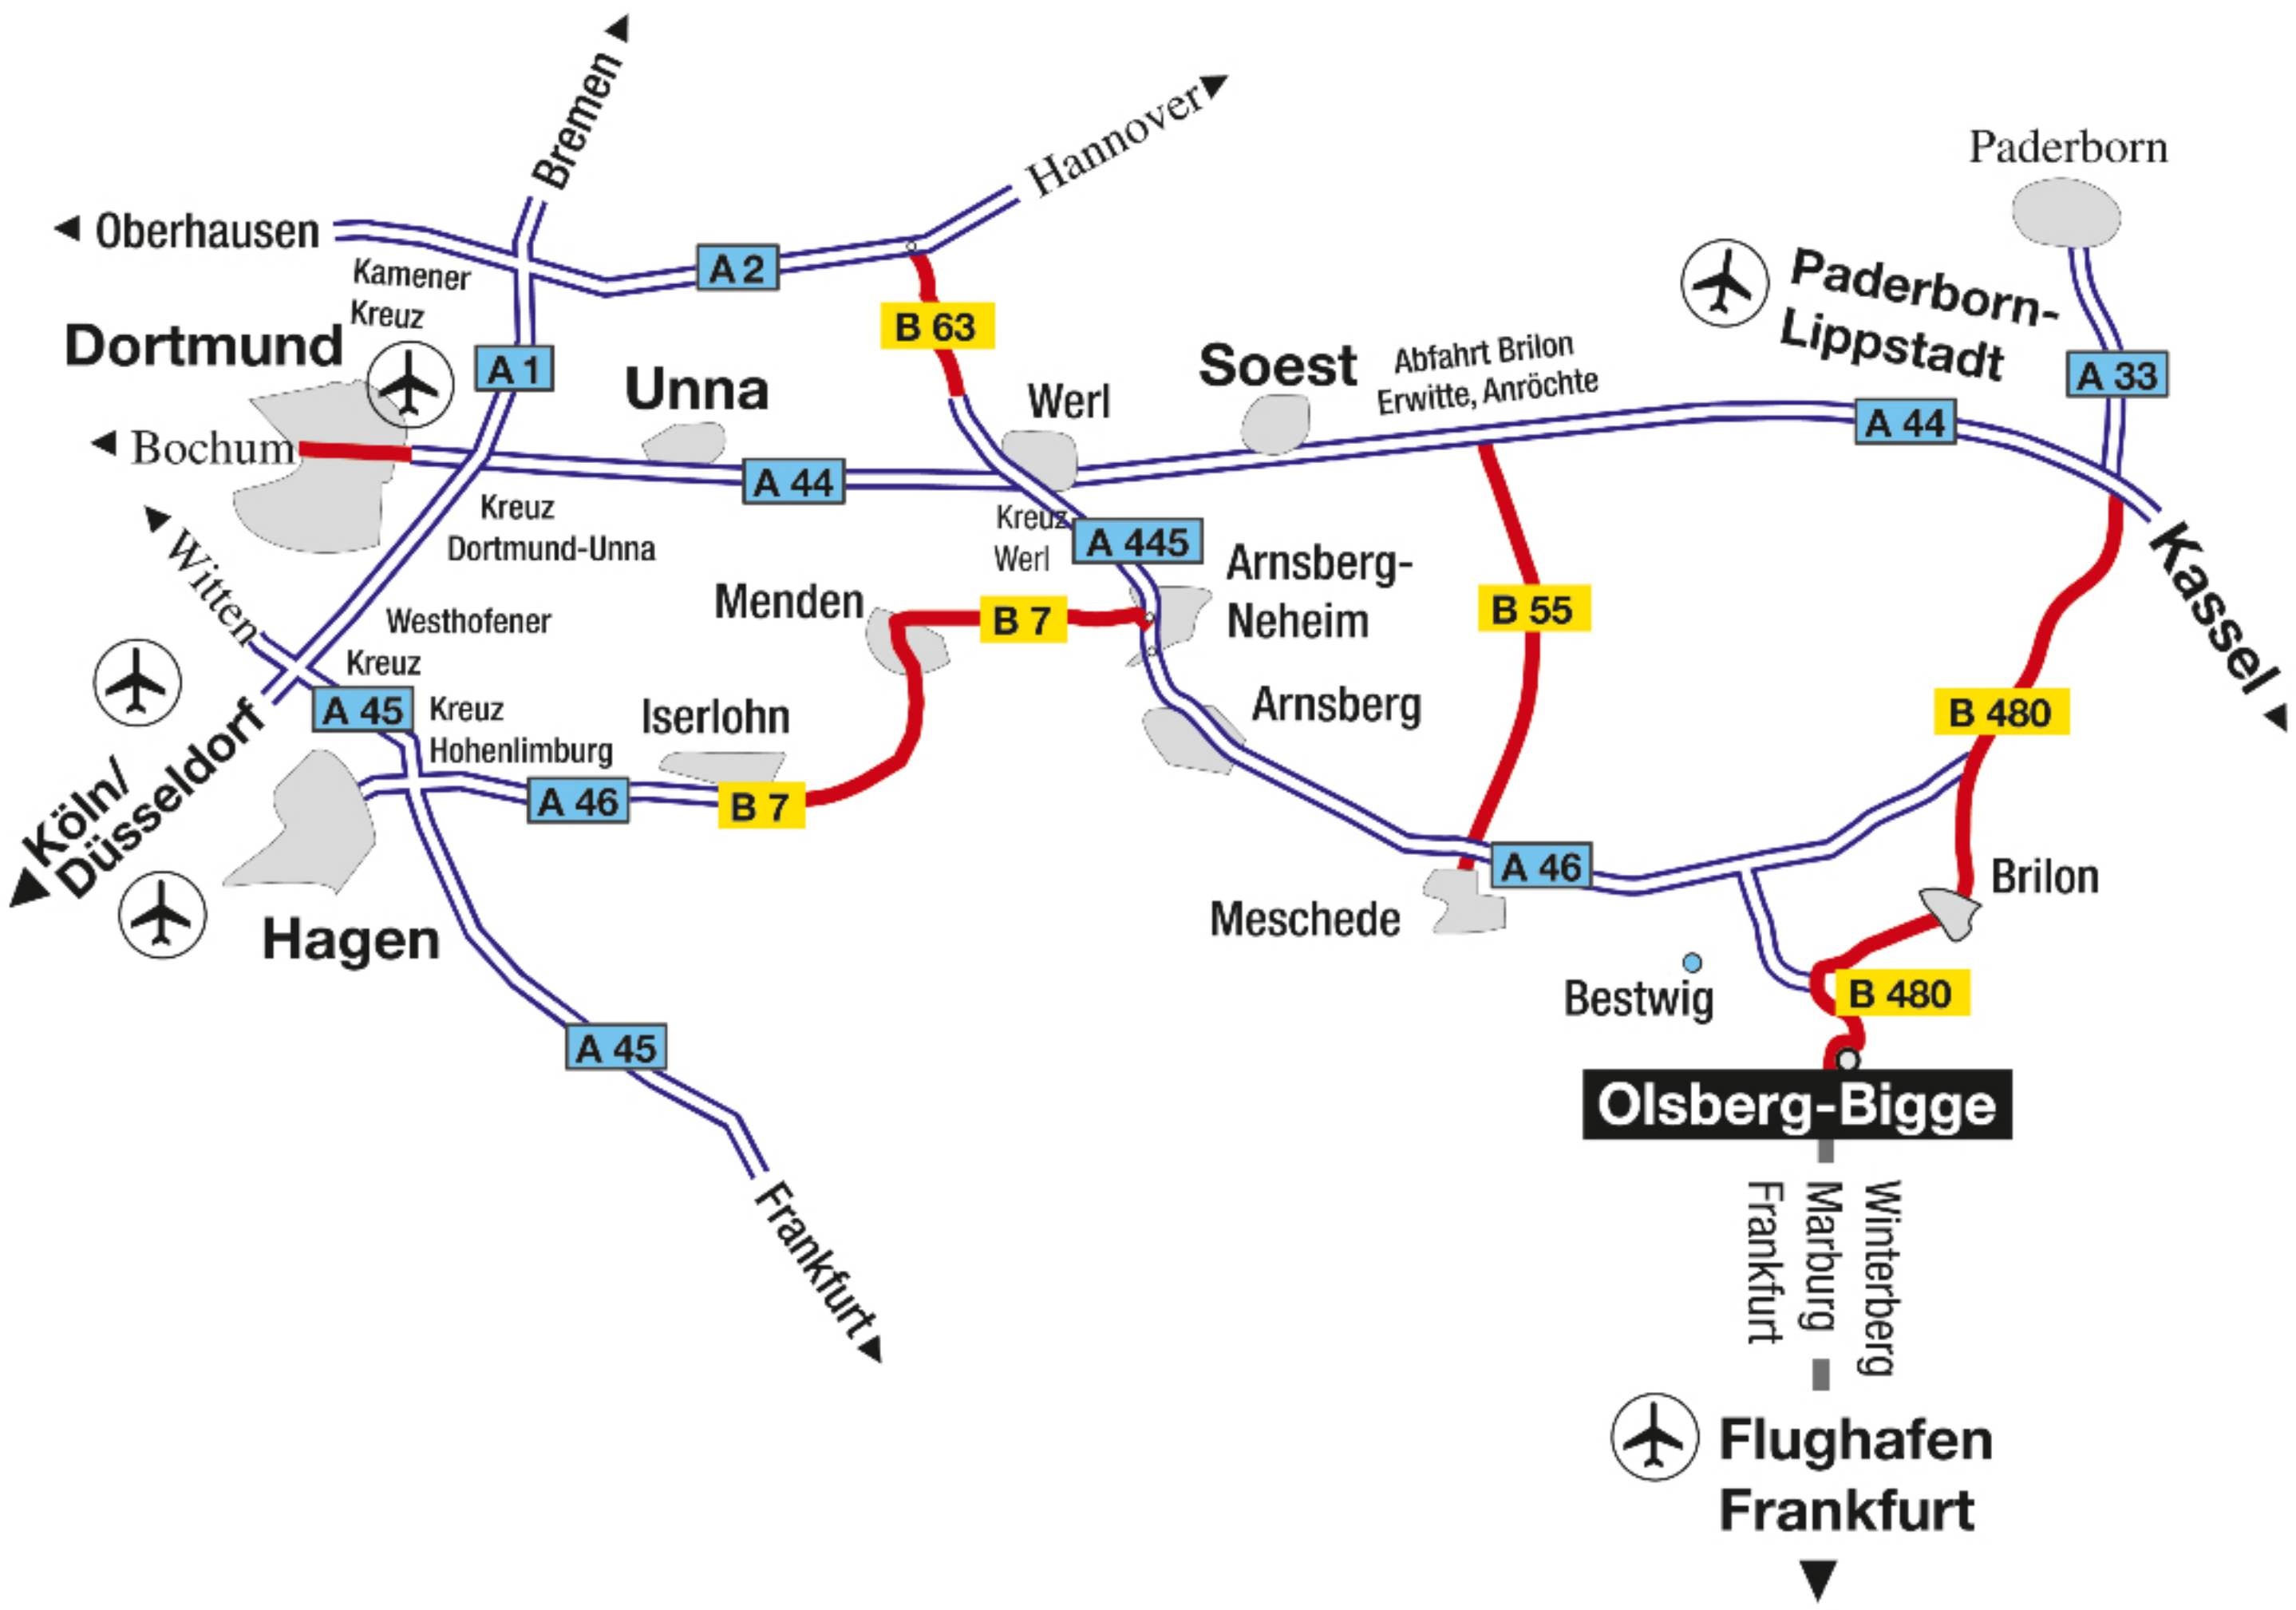 Bremen
Hannover
Paderborn
Oberhausen
A 2
Kamener
Kreuz
Paderborn-
Lippstadt
B 63
Dortmund
A 1
Unna
Werl
Soest
Abfahrt Brilon
Erwitte, Anröchte
A 33
A 44
Bochum
A 44
Kreuz
Dortmund-Unna
Kreuz
Werl
A 445
Arnsberg-
Neheim
Witten
Westhofener
Kreuz
Menden
B 7
B 55
Kassel
A 45
Kreuz
Hohenlimburg
Iserlohn
Arnsberg
B 480
Köln/
Düsseldorf
A 46
B 7
A 46
Brilon
Hagen
Meschede
Bestwig
B 480
A 45
Olsberg-Bigge
Frankfurt
Winterberg
Marburg
Frankfurt
Flughafen
Frankfurt